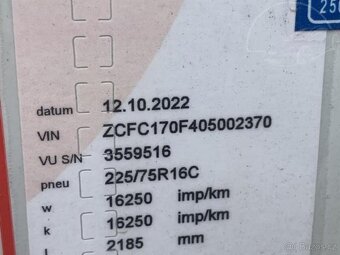 250
datum 12.10.2022
VIN ZCFC170F405002370
VU S/N 3559516
pneu 225/75R16C
w 16250 imp/km
k 16250 imp/km
l 2185 mm